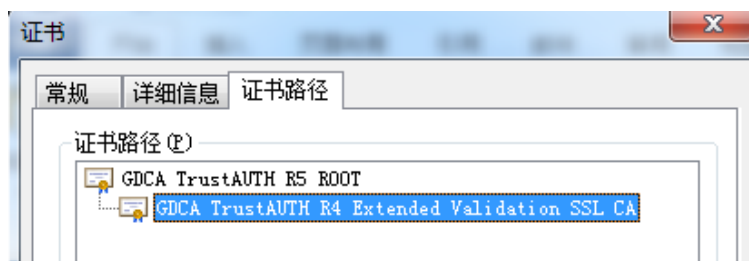 证书
常规 详细信息 证书路径
证书路径(P)
GDCA TrustAUTH R5 ROOT
GDCA TrustAUTH R4 Extended Validation SSL CA